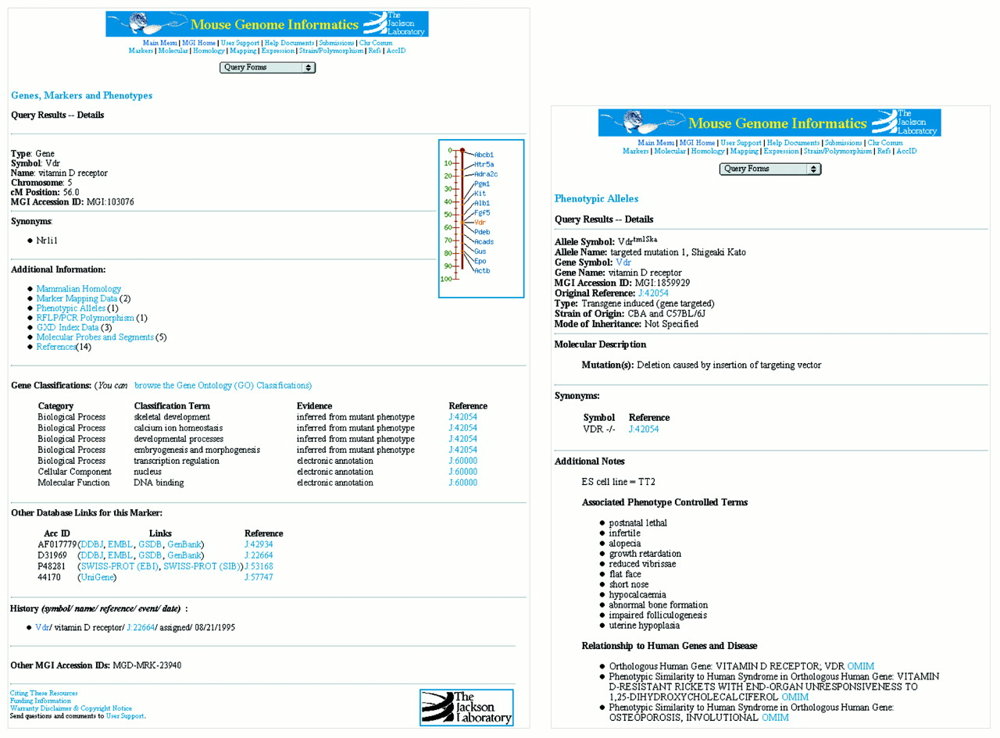 Mouse Genome Informatics
The
Jackson
Laboratory
Main Menu | MGI Home | User Support | Help Documents | Submissions | Chr Comm
Markers | Molecular | Homology | Mapping | Expression | Strain/Polymorphism | Refs | AccID
Query Forms
Genes, Markers and Phenotypes
Query Results -- Details
Type: Gene
Symbol: Vdr
Name: vitamin D receptor
Chromosome: 5
cM Position: 56.0
MGI Accession ID: MGI:103076
Synonyms:
● Nr1i1
Additional Information:
● Mammalian Homology
● Marker Mapping Data (2)
● Phenotypic Alleles (1)
● RFLP/PCR Polymorphism (1)
● GXD Index Data (3)
● Molecular Probes and Segments (5)
● References(14)
0
10
20
30
40
50
60
70
80
90
100
Abcb1
Htr5a
Adra2c
Pgm1
Kit
Alb1
Fgf5
Vdr
Pdeb
Acads
Gus
Epo
Actb
Gene Classifications: (You can browse the Gene Ontology (GO) Classifications)
Category Classification Term Evidence Reference
Biological Process skeletal development inferred from mutant phenotype J:42054
Biological Process calcium ion homeostasis inferred from mutant phenotype J:42054
Biological Process developmental processes inferred from mutant phenotype J:42054
Biological Process embryogenesis and morphogenesis inferred from mutant phenotype J:42054
Biological Process transcription regulation electronic annotation J:60000
Cellular Component nucleus electronic annotation J:60000
Molecular Function DNA binding electronic annotation J:60000
Other Database Links for this Marker:
Acc ID Links Reference
AF017779 (DDBJ, EMBL, GSDB, GenBank) J:42934
D31969 (DDBJ, EMBL, GSDB, GenBank) J:22664
P48281 (SWISS-PROT (EBI), SWISS-PROT (SIB)) J:53168
44170 (UniGene) J:57747
History (symbol/ name/ reference/ event/ date) :
● Vdr/ vitamin D receptor/ J:22664/ assigned/ 08/21/1995
Other MGI Accession IDs: MGD-MRK-23940
Citing These Resources
Funding Information
Warranty Disclaimer & Copyright Notice
Send questions and comments to User Support.
The
Jackson
Laboratory
Mouse Genome Informatics
The
Jackson
Laboratory
Main Menu | MGI Home | User Support | Help Documents | Submissions | Chr Comm
Markers | Molecular | Homology | Mapping | Expression | Strain/Polymorphism | Refs | AccID
Query Forms
Phenotypic Alleles
Query Results -- Details
Allele Symbol: Vdrtm1Ska
Allele Name: targeted mutation 1, Shigeaki Kato
Gene Symbol: Vdr
Gene Name: vitamin D receptor
MGI Accession ID: MGI:1859929
Original Reference: J:42054
Type: Transgene induced (gene targeted)
Strain of Origin: CBA and C57BL/6J
Mode of Inheritance: Not Specified
Molecular Description
Mutation(s): Deletion caused by insertion of targeting vector
Synonyms:
Symbol Reference
VDR -/- J:42054
Additional Notes
ES cell line = TT2
Associated Phenotype Controlled Terms
● postnatal lethal
● infertile
● alopecia
● growth retardation
● reduced vibrissae
● flat face
● short nose
● hypocalcaemia
● abnormal bone formation
● impaired folliculogenesis
● uterine hypoplasia
Relationship to Human Genes and Disease
● Orthologous Human Gene: VITAMIN D RECEPTOR; VDR OMIM
● Phenotypic Similarity to Human Syndrome in Orthologous Human Gene: VITAMIN
D-RESISTANT RICKETS WITH END-ORGAN UNRESPONSIVENESS TO
1,25-DIHYDROXYCHOLECALCIFEROL OMIM
● Phenotypic Similarity to Human Syndrome in Orthologous Human Gene:
OSTEOPOROSIS, INVOLUTIONAL OMIM